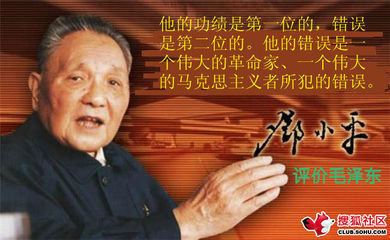 他的功绩是第一位的，错误
是第二位的。他的错误是一
个伟大的革命家、一个伟大
的马克思主义者所犯的错误。
邓小平
评价毛泽东
搜狐社区
CLUB.SOHU.COM